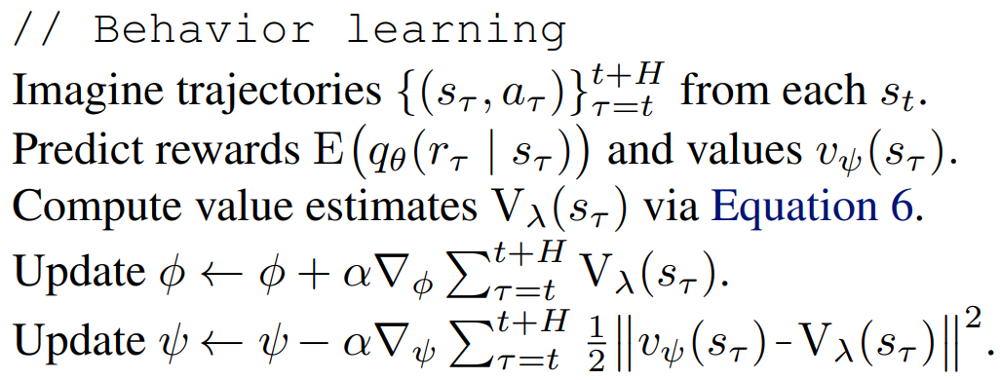 // Behavior learning
Imagine trajectories $\{(s_\tau, a_\tau)\}_{\tau=t}^{t+H}$ from each $s_t$.
Predict rewards $\mathrm{E}\big(q_\theta(r_\tau \mid s_\tau)\big)$ and values $v_\psi(s_\tau)$.
Compute value estimates $\mathrm{V}_\lambda(s_\tau)$ via Equation 6.
Update $\phi \leftarrow \phi + \alpha \nabla_\phi \sum_{\tau=t}^{t+H} \mathrm{V}_\lambda(s_\tau)$.
Update $\psi \leftarrow \psi - \alpha \nabla_\psi \sum_{\tau=t}^{t+H} \frac{1}{2} \big\| v_\psi(s_\tau) - \mathrm{V}_\lambda(s_\tau) \big\|^2$.